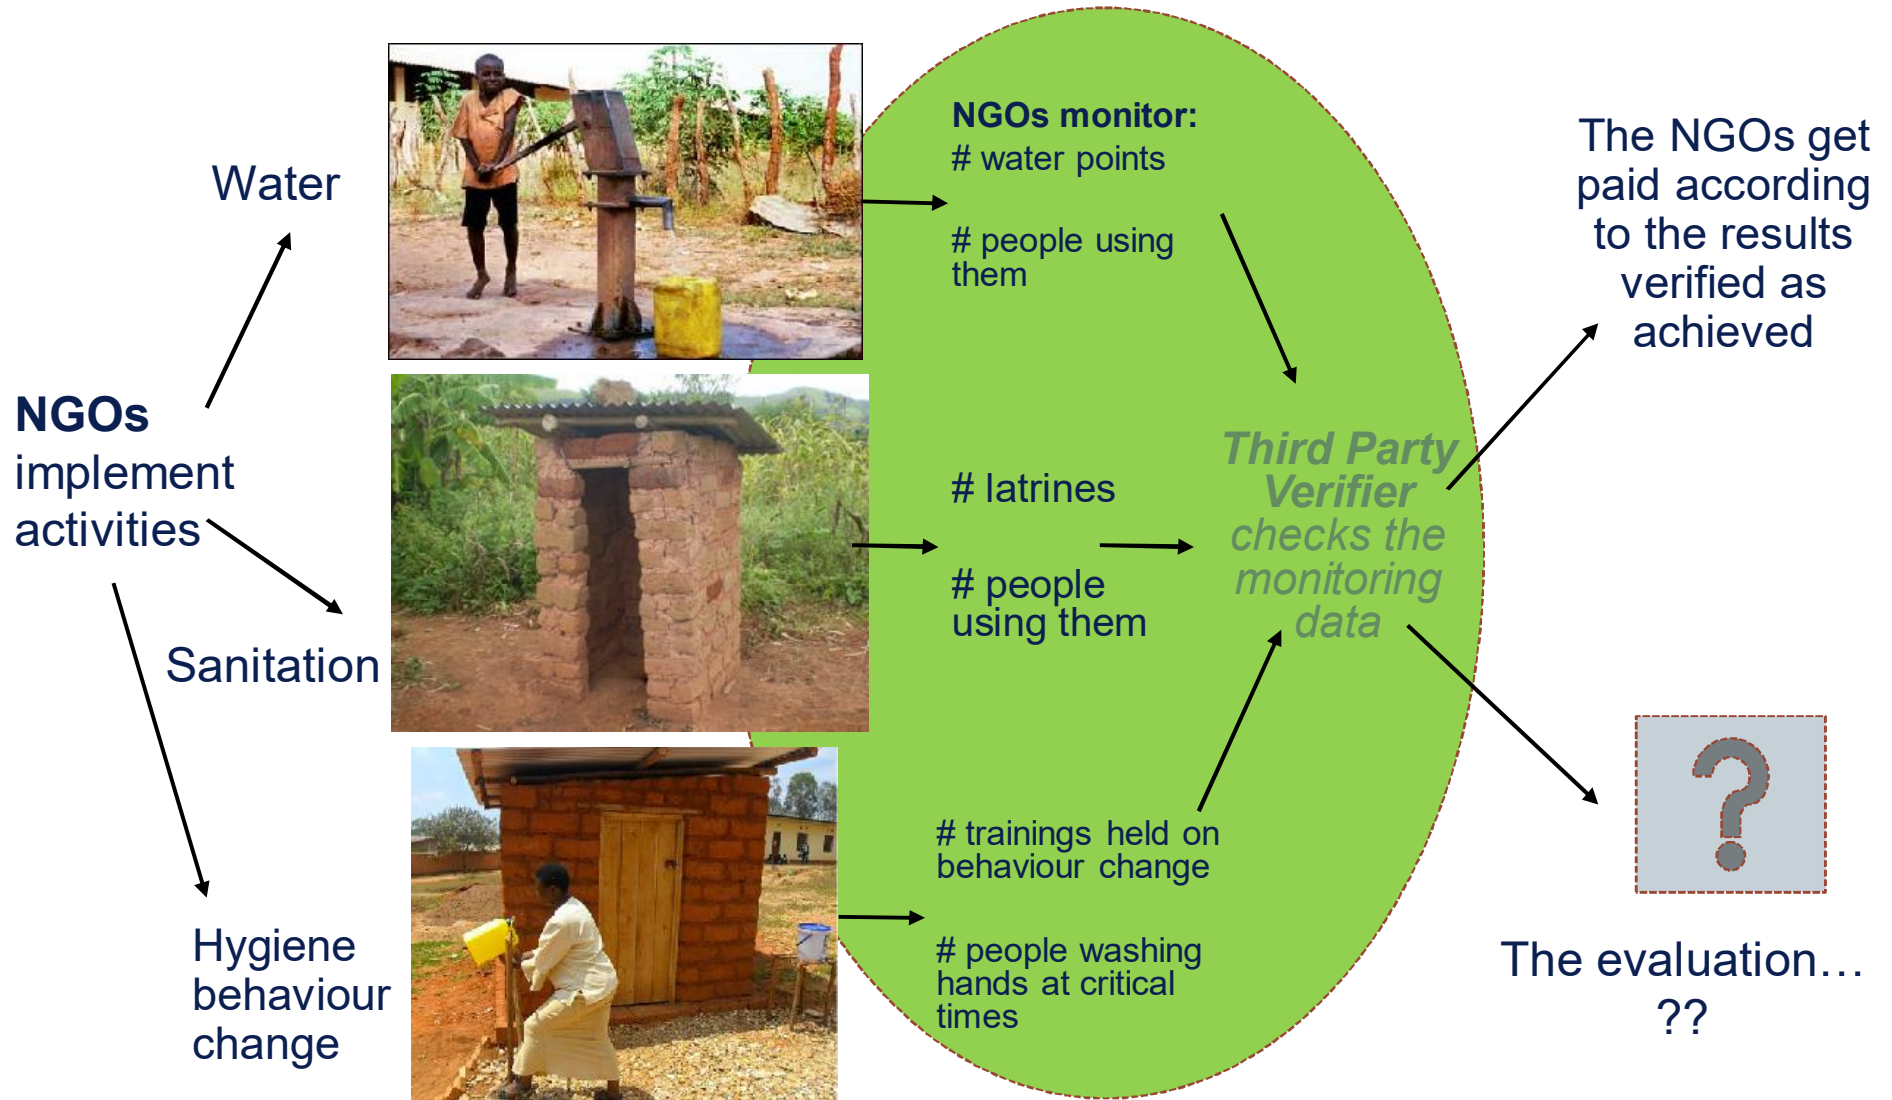 NGOs
implement
activities
Water
Sanitation
Hygiene
behaviour
change
NGOs monitor:
# water points
# people using
them
# latrines
# people
using them
# trainings held on
behaviour change
# people washing
hands at critical
times
Third Party
Verifier
checks the
monitoring
data
The NGOs get
paid according
to the results
verified as
achieved
?
The evaluation…
??